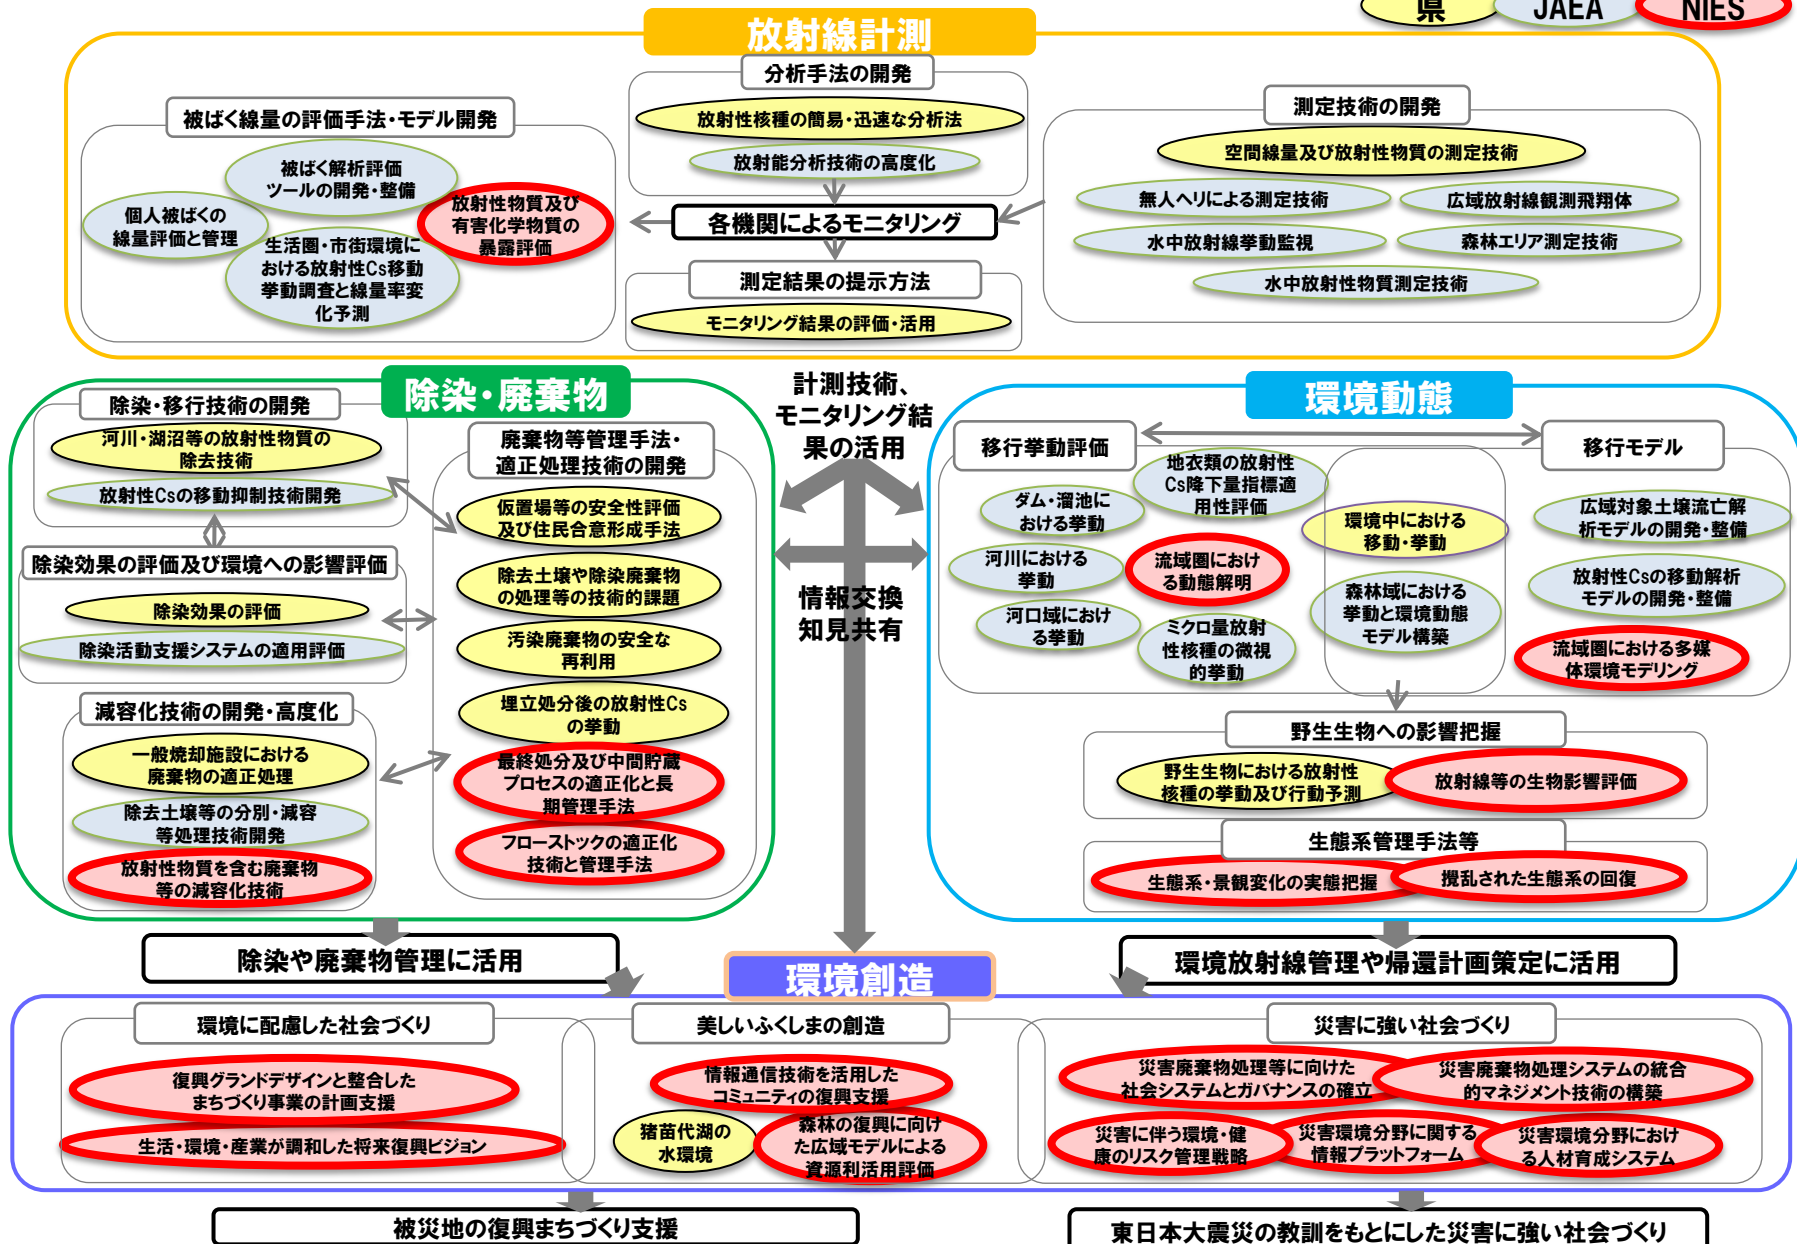 県
JAEA
NIES
放射線計測
分析手法の開発
放射性核種の簡易・迅速な分析法
放射能分析技術の高度化
被ばく線量の評価手法・モデル開発
被ばく解析評価
ツールの開発・整備
個人被ばくの
線量評価と管理
放射性物質及び
有害化学物質の
暴露評価
生活圏・市街環境に
おける放射性Cs移動
挙動調査と線量率変
化予測
各機関によるモニタリング
測定結果の提示方法
モニタリング結果の評価・活用
測定技術の開発
空間線量及び放射性物質の測定技術
無人ヘリによる測定技術
広域放射線観測飛翔体
水中放射線挙動監視
森林エリア測定技術
水中放射性物質測定技術
除染・廃棄物
除染・移行技術の開発
河川・湖沼等の放射性物質の
除去技術
放射性Csの移動抑制技術開発
除染効果の評価及び環境への影響評価
除染効果の評価
除染活動支援システムの適用評価
減容化技術の開発・高度化
一般焼却施設における
廃棄物の適正処理
除去土壌等の分別・減容
等処理技術開発
放射性物質を含む廃棄物
等の減容化技術
廃棄物等管理手法・
適正処理技術の開発
仮置場等の安全性評価
及び住民合意形成手法
除去土壌や除染廃棄物
の処理等の技術的課題
汚染廃棄物の安全な
再利用
埋立処分後の放射性Cs
の挙動
最終処分及び中間貯蔵
プロセスの適正化と長
期管理手法
フローストックの適正化
技術と管理手法
計測技術、
モニタリング結
果の活用
情報交換
知見共有
環境動態
移行挙動評価
移行モデル
地衣類の放射性
Cs降下量指標適
用性評価
ダム・溜池に
おける挙動
河川における
挙動
流域圏におけ
る動態解明
河口域におけ
る挙動
ミクロ量放射
性核種の微視
的挙動
環境中における
移動・挙動
森林域における
挙動と環境動態
モデル構築
広域対象土壌流亡解
析モデルの開発・整備
放射性Csの移動解析
モデルの開発・整備
流域圏における多媒
体環境モデリング
野生生物への影響把握
野生生物における放射性
核種の挙動及び行動予測
放射線等の生物影響評価
生態系管理手法等
生態系・景観変化の実態把握
攪乱された生態系の回復
除染や廃棄物管理に活用
環境放射線管理や帰還計画策定に活用
環境創造
環境に配慮した社会づくり
復興グランドデザインと整合した
まちづくり事業の計画支援
生活・環境・産業が調和した将来復興ビジョン
美しいふくしまの創造
情報通信技術を活用した
コミュニティの復興支援
猪苗代湖の
水環境
森林の復興に向け
た広域モデルによる
資源利活用評価
災害に強い社会づくり
災害廃棄物処理等に向けた
社会システムとガバナンスの確立
災害廃棄物処理システムの統合
的マネジメント技術の構築
災害に伴う環境・健
康のリスク管理戦略
災害環境分野に関する
情報プラットフォーム
災害環境分野におけ
る人材育成システム
被災地の復興まちづくり支援
東日本大震災の教訓をもとにした災害に強い社会づくり